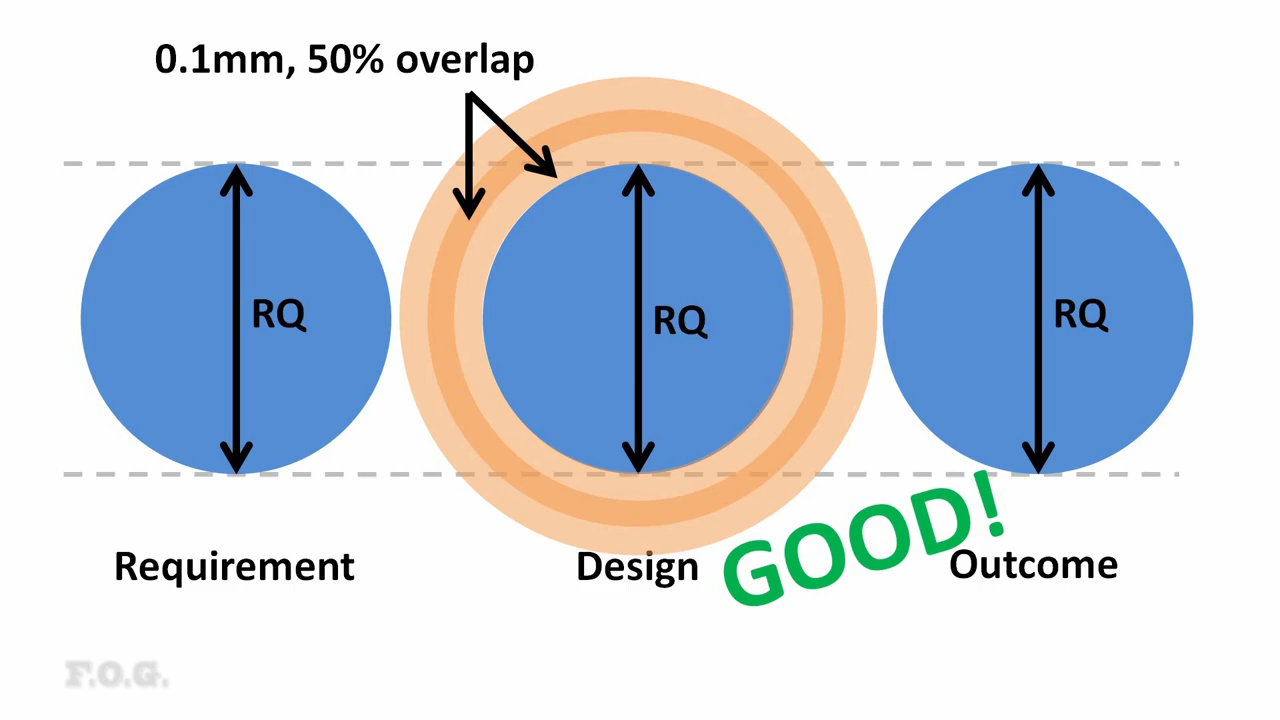 0.1mm, 50% overlap
RQ
RQ
RQ
GOOD!
Requirement
Design
Outcome
F.O.G.